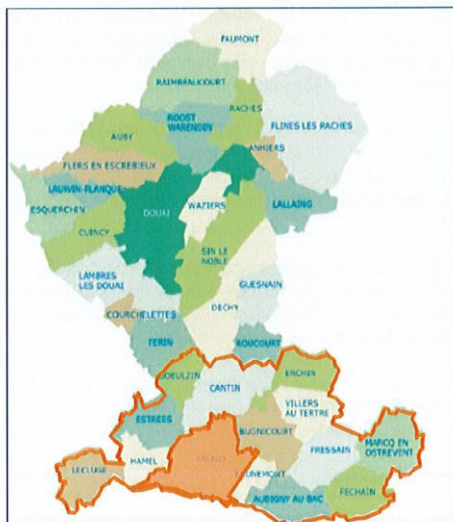 FAUMONT
RAIMBEAUCOURT
ROOST
WARENDIN
RACHES
FLINES LES RACHES
AUBY
ANHIERS
FLERS EN ESCREBIEUX
LAUWIN-PLANQUE
DOUAI
WAZIERS
LALLAING
ESQUERCHIN
CUINCY
SIN LE
NOBLE
LAMBRES
LES DOUAI
GUESNAIN
DECHY
COURCHELETTES
FERIN
ROUCOURT
GOEULZIN
CANTIN
ERCHIN
VILLERS
AU TERTRE
ESTREES
BUGNICOURT
MARCQ EN
OSTREVENT
HAMEL
FRESSAIN
LECLUSE
AUBIGNY AU BAC
FECHAIN